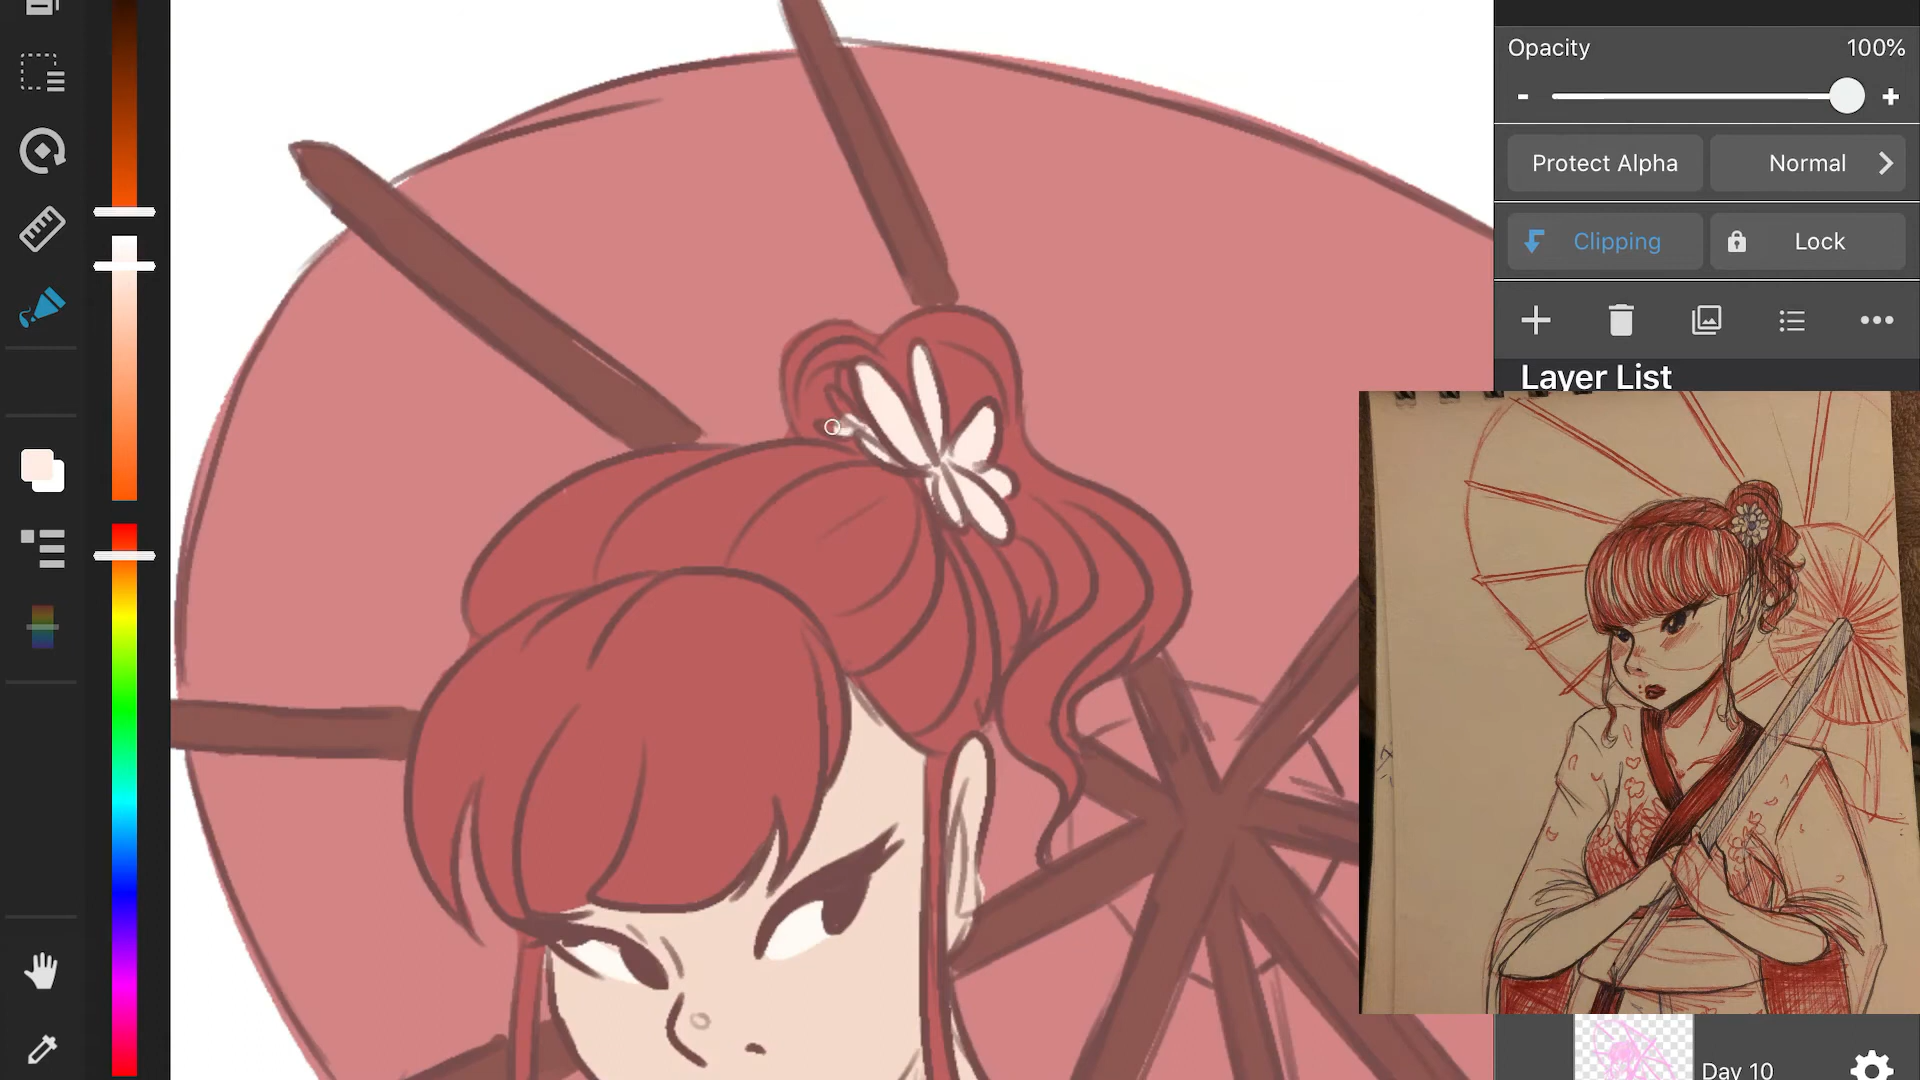 Opacity 100%
- +
Protect Alpha Normal
Clipping Lock
Layer List
Day 10